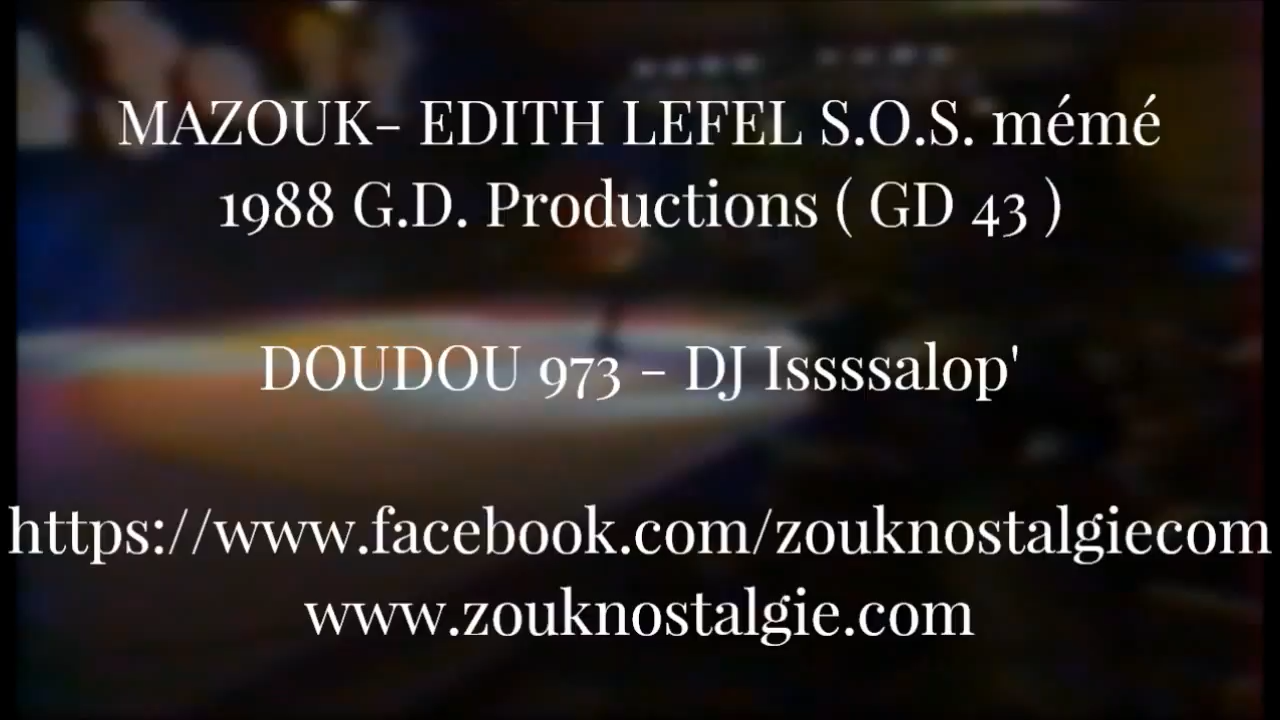 MAZOUK- EDITH LEFEL S.O.S. mémé
1988 G.D. Productions ( GD 43 )
DOUDOU 973 - DJ Issssalop'
https://www.facebook.com/zouknostalgiecom
www.zouknostalgie.com